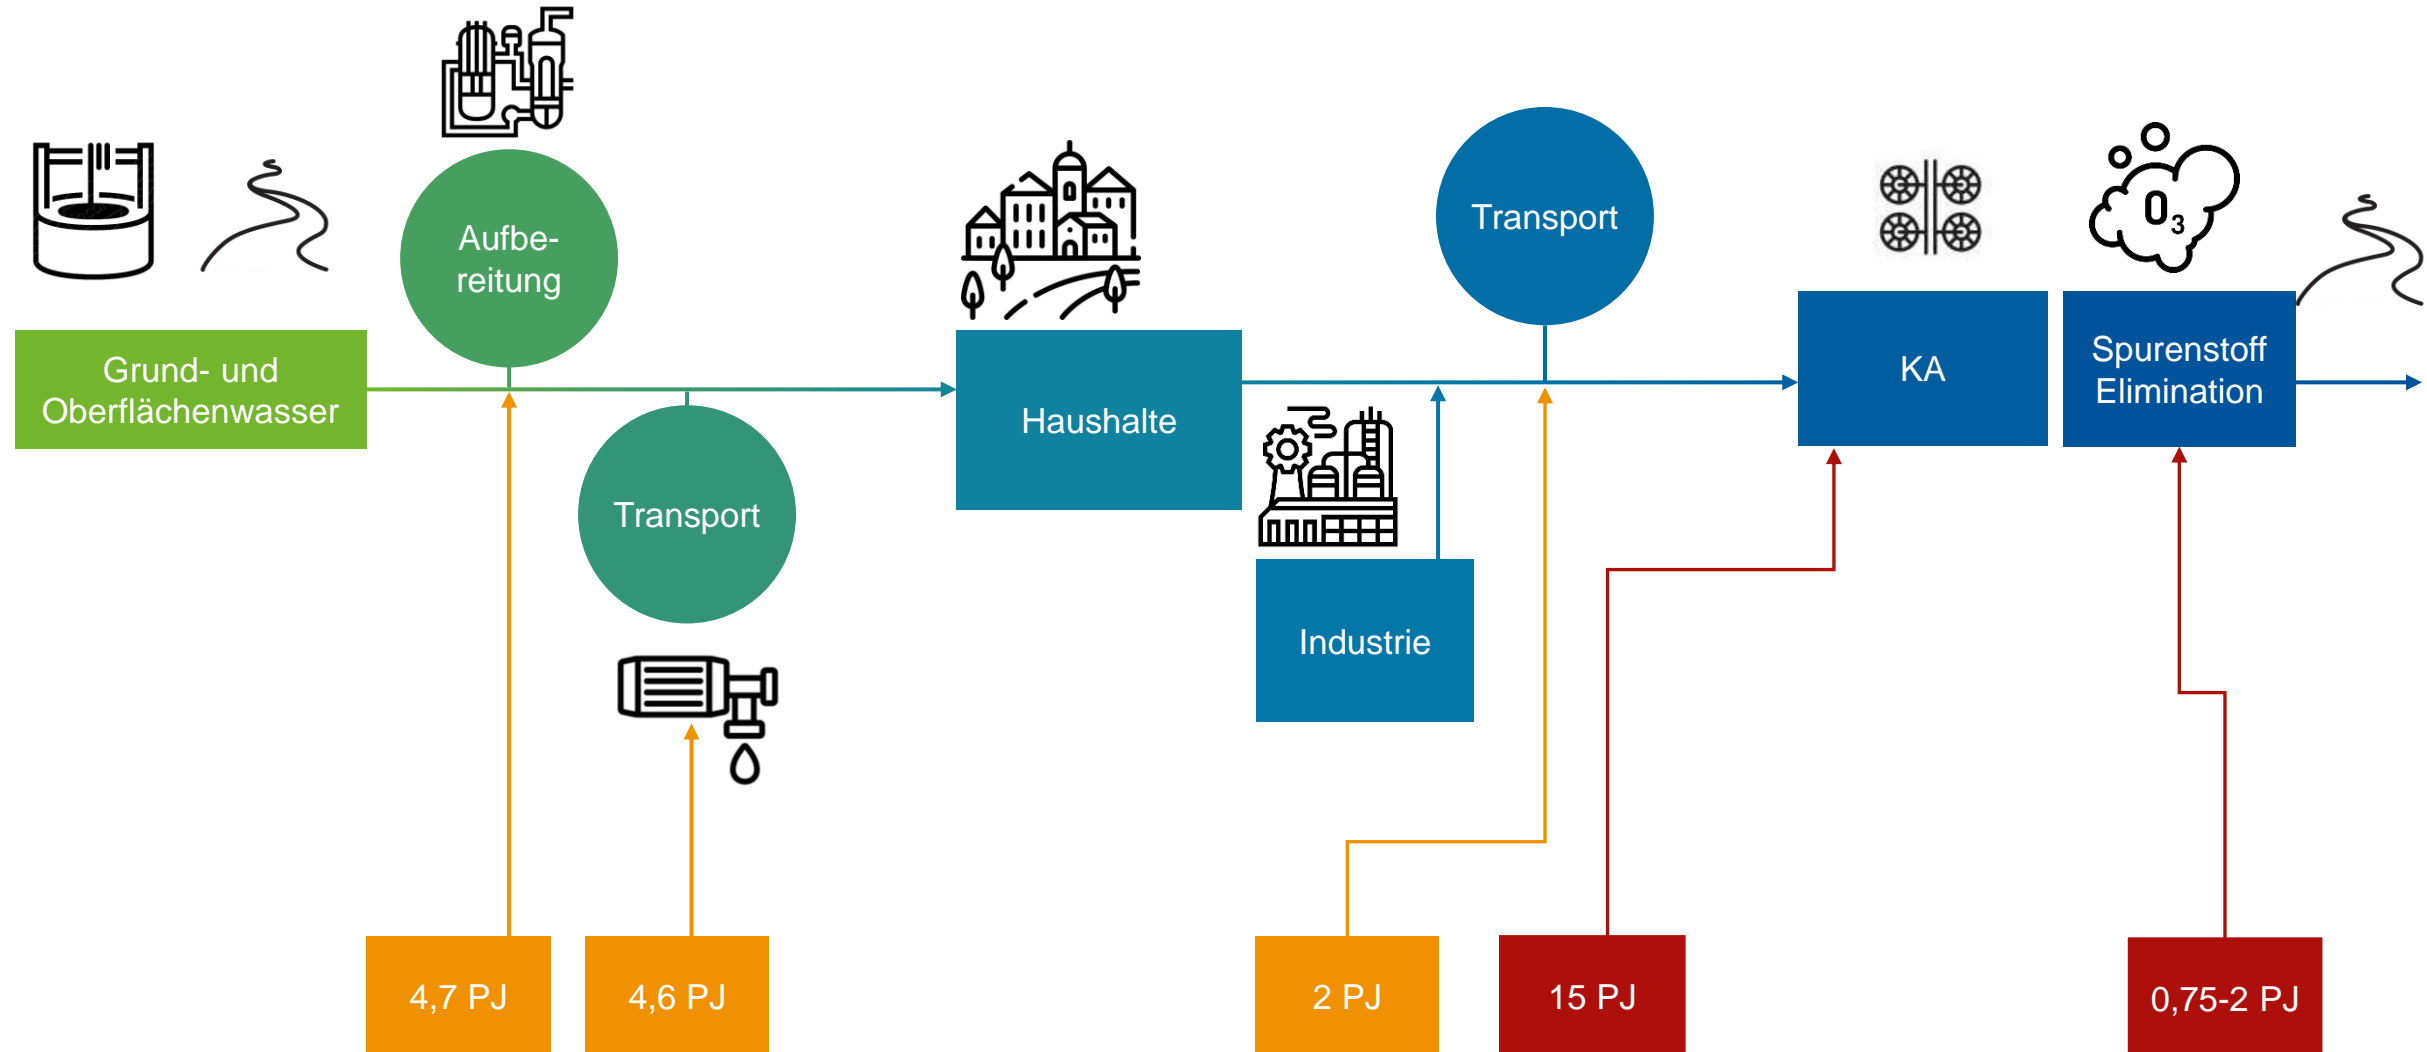 Aufbe-
reitung
Transport
O3
Grund- und
Oberflächenwasser
Haushalte
KA
Spurenstoff
Elimination
Transport
Industrie
4,7 PJ
4,6 PJ
2 PJ
15 PJ
0,75-2 PJ